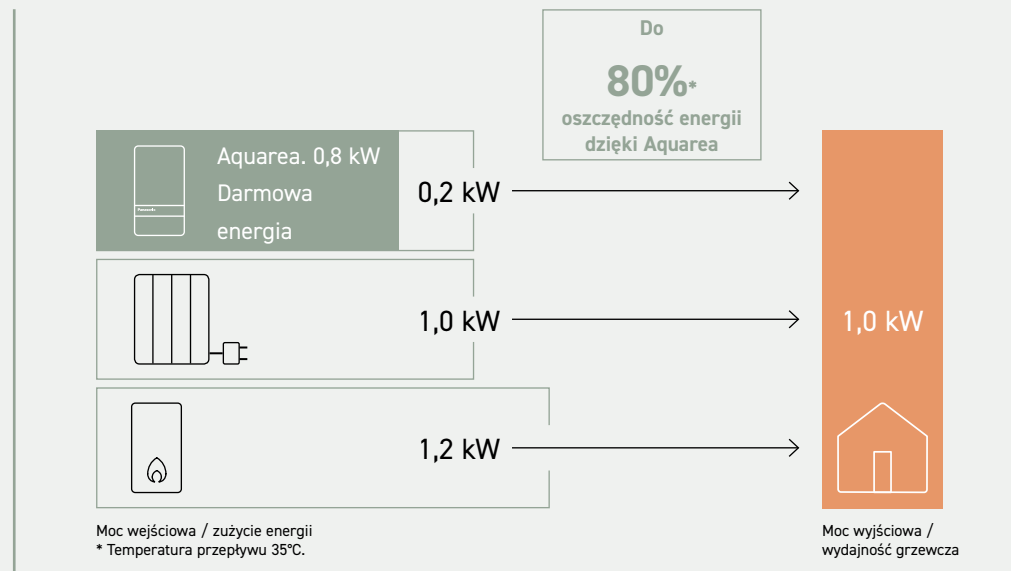 Do
80%*
oszczędność energii
dzięki Aquarea
Aquarea. 0,8 kW
Darmowa
energia
0,2 kW
1,0 kW
1,2 kW
1,0 kW
Moc wejściowa / zużycie energii
* Temperatura przepływu 35°C.
Moc wyjściowa /
wydajność grzewcza